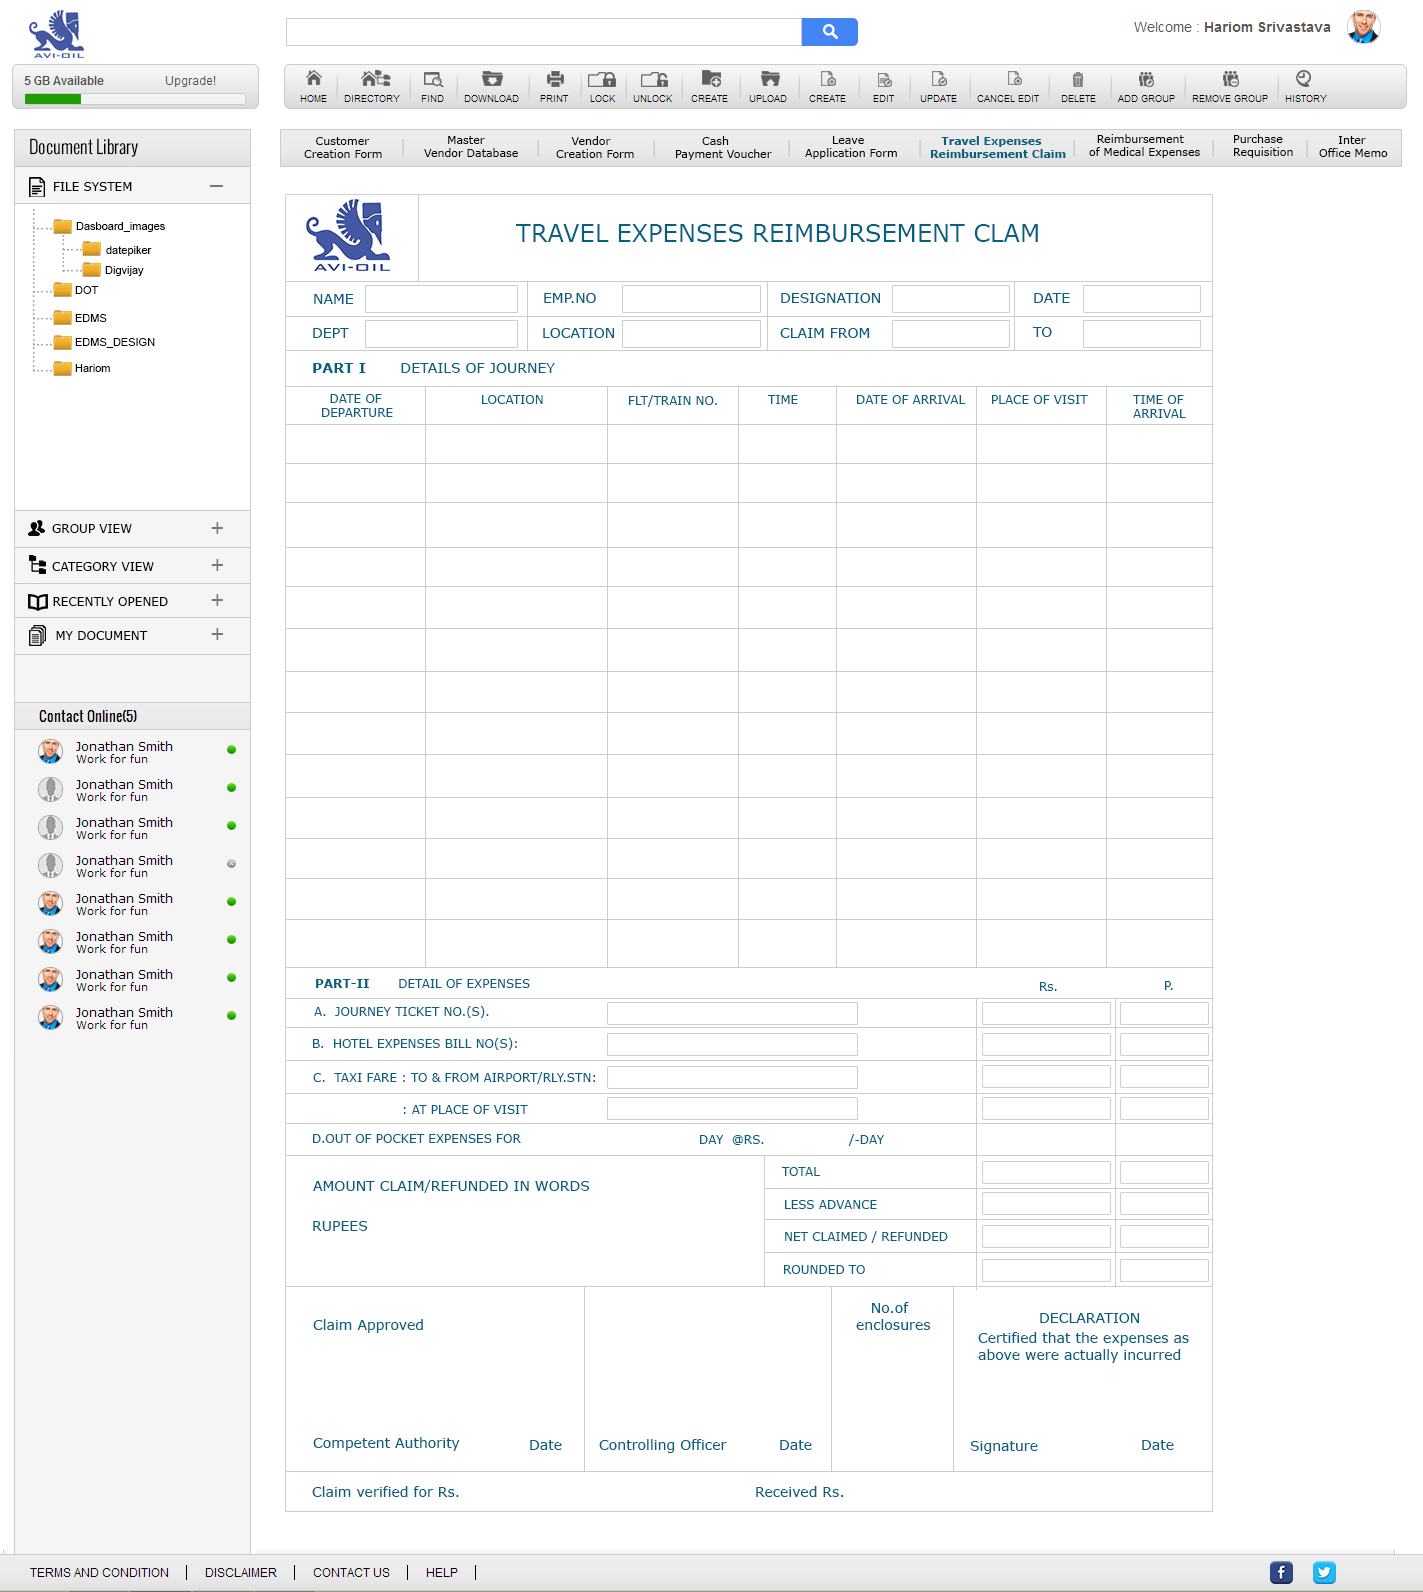 AVI-OIL
Welcome : Hariom Srivastava
5 GB Available Upgrade!
HOME DIRECTORY FIND DOWNLOAD PRINT LOCK UNLOCK CREATE UPLOAD CREATE EDIT UPDATE CANCEL EDIT DELETE ADD GROUP REMOVE GROUP HISTORY
Customer
Creation Form
Master
Vendor Database
Vendor
Creation Form
Cash
Payment Voucher
Leave
Application Form
Travel Expenses
Reimbursement Claim
Reimbursement
of Medical Expenses
Purchase
Requisition
Inter
Office Memo
Document Library
FILE SYSTEM
Dasboard_images
datepiker
Digvijay
DOT
EDMS
EDMS_DESIGN
Hariom
GROUP VIEW
CATEGORY VIEW
RECENTLY OPENED
MY DOCUMENT
Contact Online(5)
Jonathan Smith
Work for fun
Jonathan Smith
Work for fun
Jonathan Smith
Work for fun
Jonathan Smith
Work for fun
Jonathan Smith
Work for fun
Jonathan Smith
Work for fun
Jonathan Smith
Work for fun
Jonathan Smith
Work for fun
AVI-OIL
TRAVEL EXPENSES REIMBURSEMENT CLAM
NAME EMP.NO DESIGNATION DATE
DEPT LOCATION CLAIM FROM TO
PART I DETAILS OF JOURNEY
DATE OF
DEPARTURE
LOCATION
FLT/TRAIN NO.
TIME
DATE OF ARRIVAL
PLACE OF VISIT
TIME OF
ARRIVAL
PART-II DETAIL OF EXPENSES Rs. P.
A. JOURNEY TICKET NO.(S).
B. HOTEL EXPENSES BILL NO(S):
C. TAXI FARE : TO & FROM AIRPORT/RLY.STN:
: AT PLACE OF VISIT
D.OUT OF POCKET EXPENSES FOR DAY @RS. /-DAY
AMOUNT CLAIM/REFUNDED IN WORDS
RUPEES
TOTAL
LESS ADVANCE
NET CLAIMED / REFUNDED
ROUNDED TO
Claim Approved
Competent Authority Date
Controlling Officer Date
No.of
enclosures
DECLARATION
Certified that the expenses as
above were actually incurred
Signature Date
Claim verified for Rs. Received Rs.
TERMS AND CONDITION | DISCLAIMER | CONTACT US | HELP |